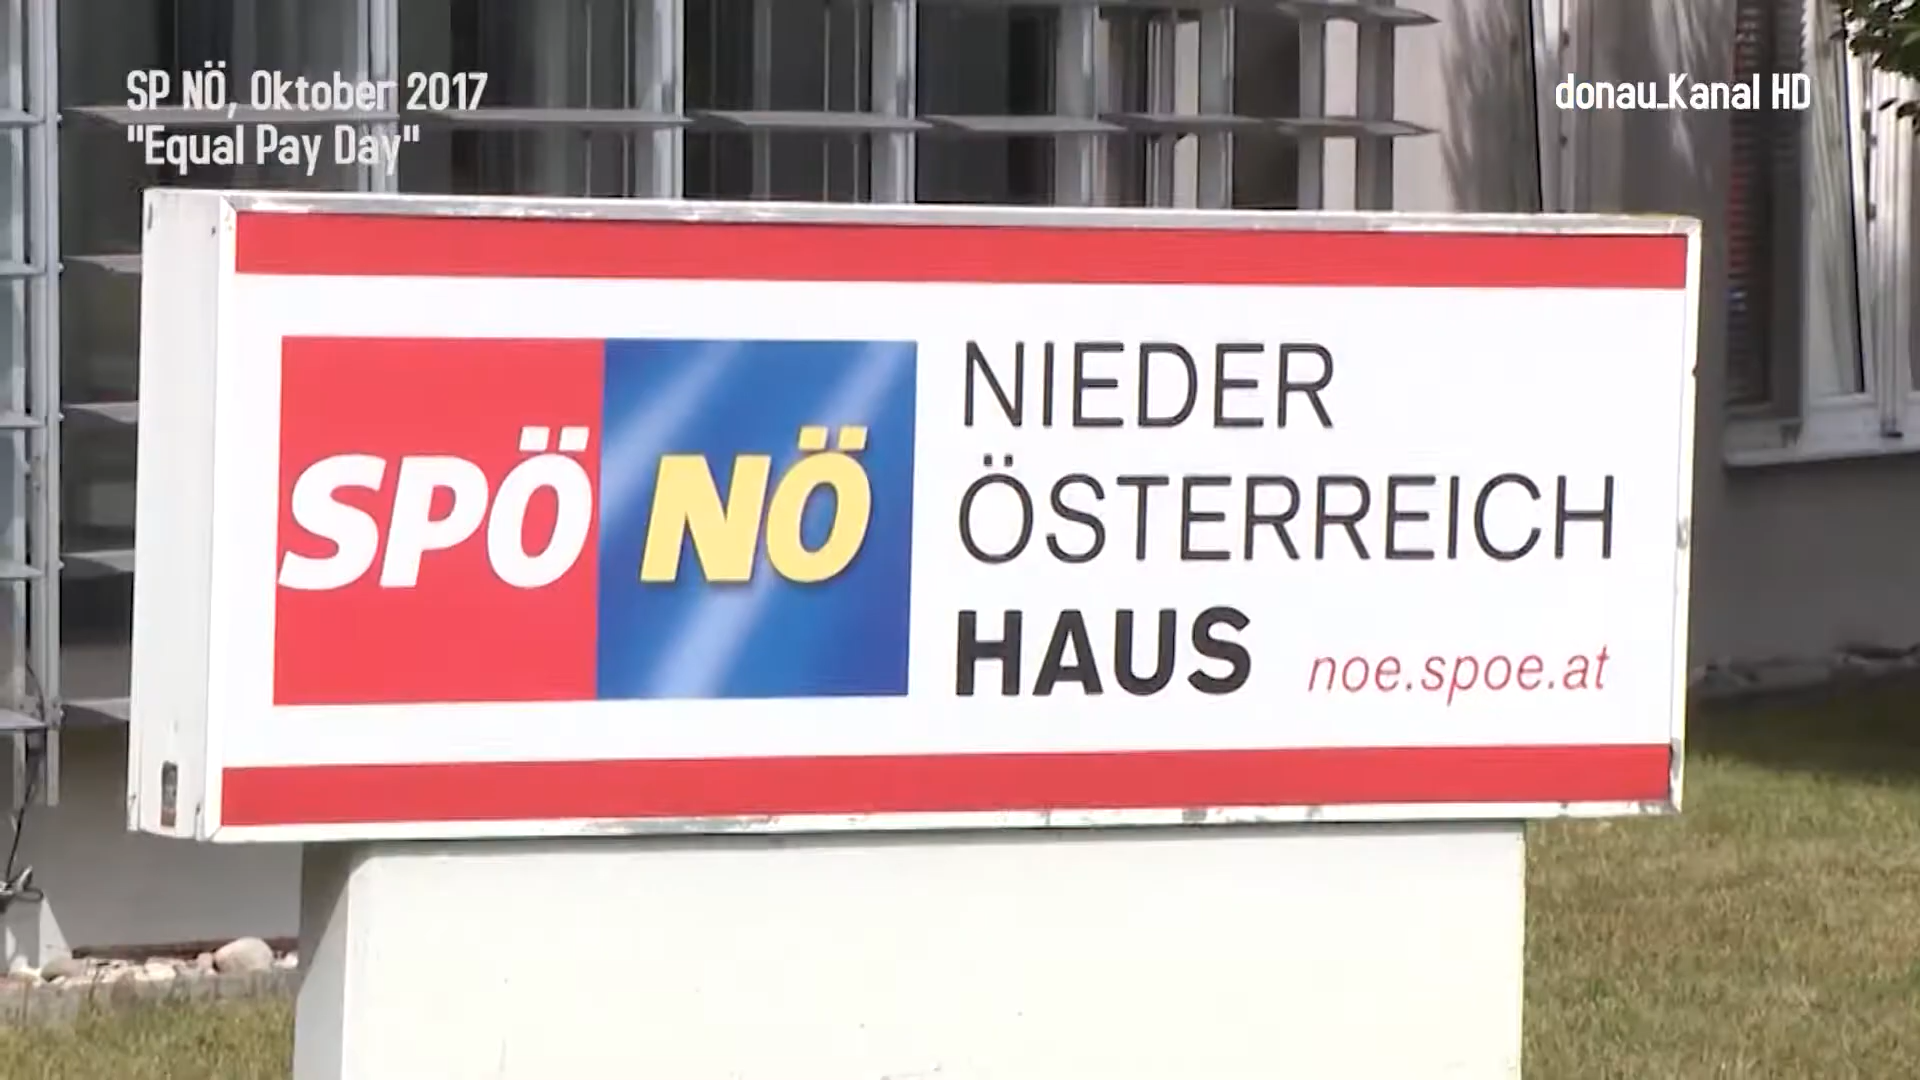 SP NÖ, Oktober 2017
"Equal Pay Day"
donau_Kanal HD
SPÖ NÖ
NIEDER
ÖSTERREICH
HAUS
noe.spoe.at